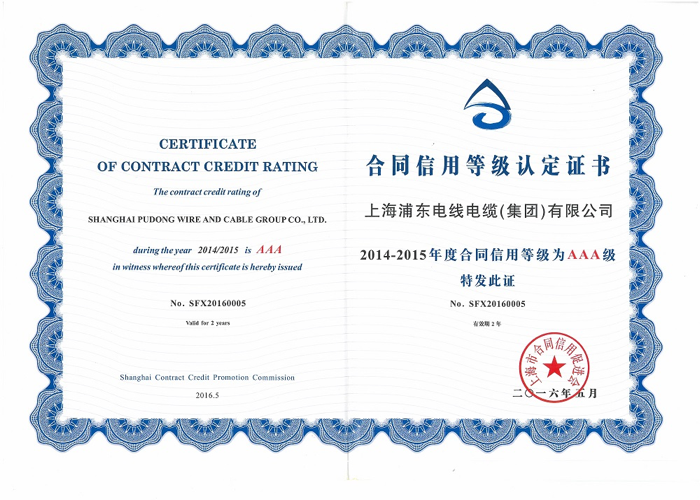 CERTIFICATE
OF CONTRACT CREDIT RATING
The contract credit rating of
SHANGHAI PUDONG WIRE AND CABLE GROUP CO., LTD.
during the year 2014/2015 is AAA
in witness whereof this certificate is hereby issued
No. SFX20160005
Valid for 2 years
Shanghai Contract Credit Promotion Commission
2016.5
合同信用等级认定证书
上海浦东电线电缆(集团)有限公司
2014-2015年度合同信用等级为AAA级
特发此证
No. SFX20160005
有效期2年
上海市合同信用促进会
二〇一六年五月